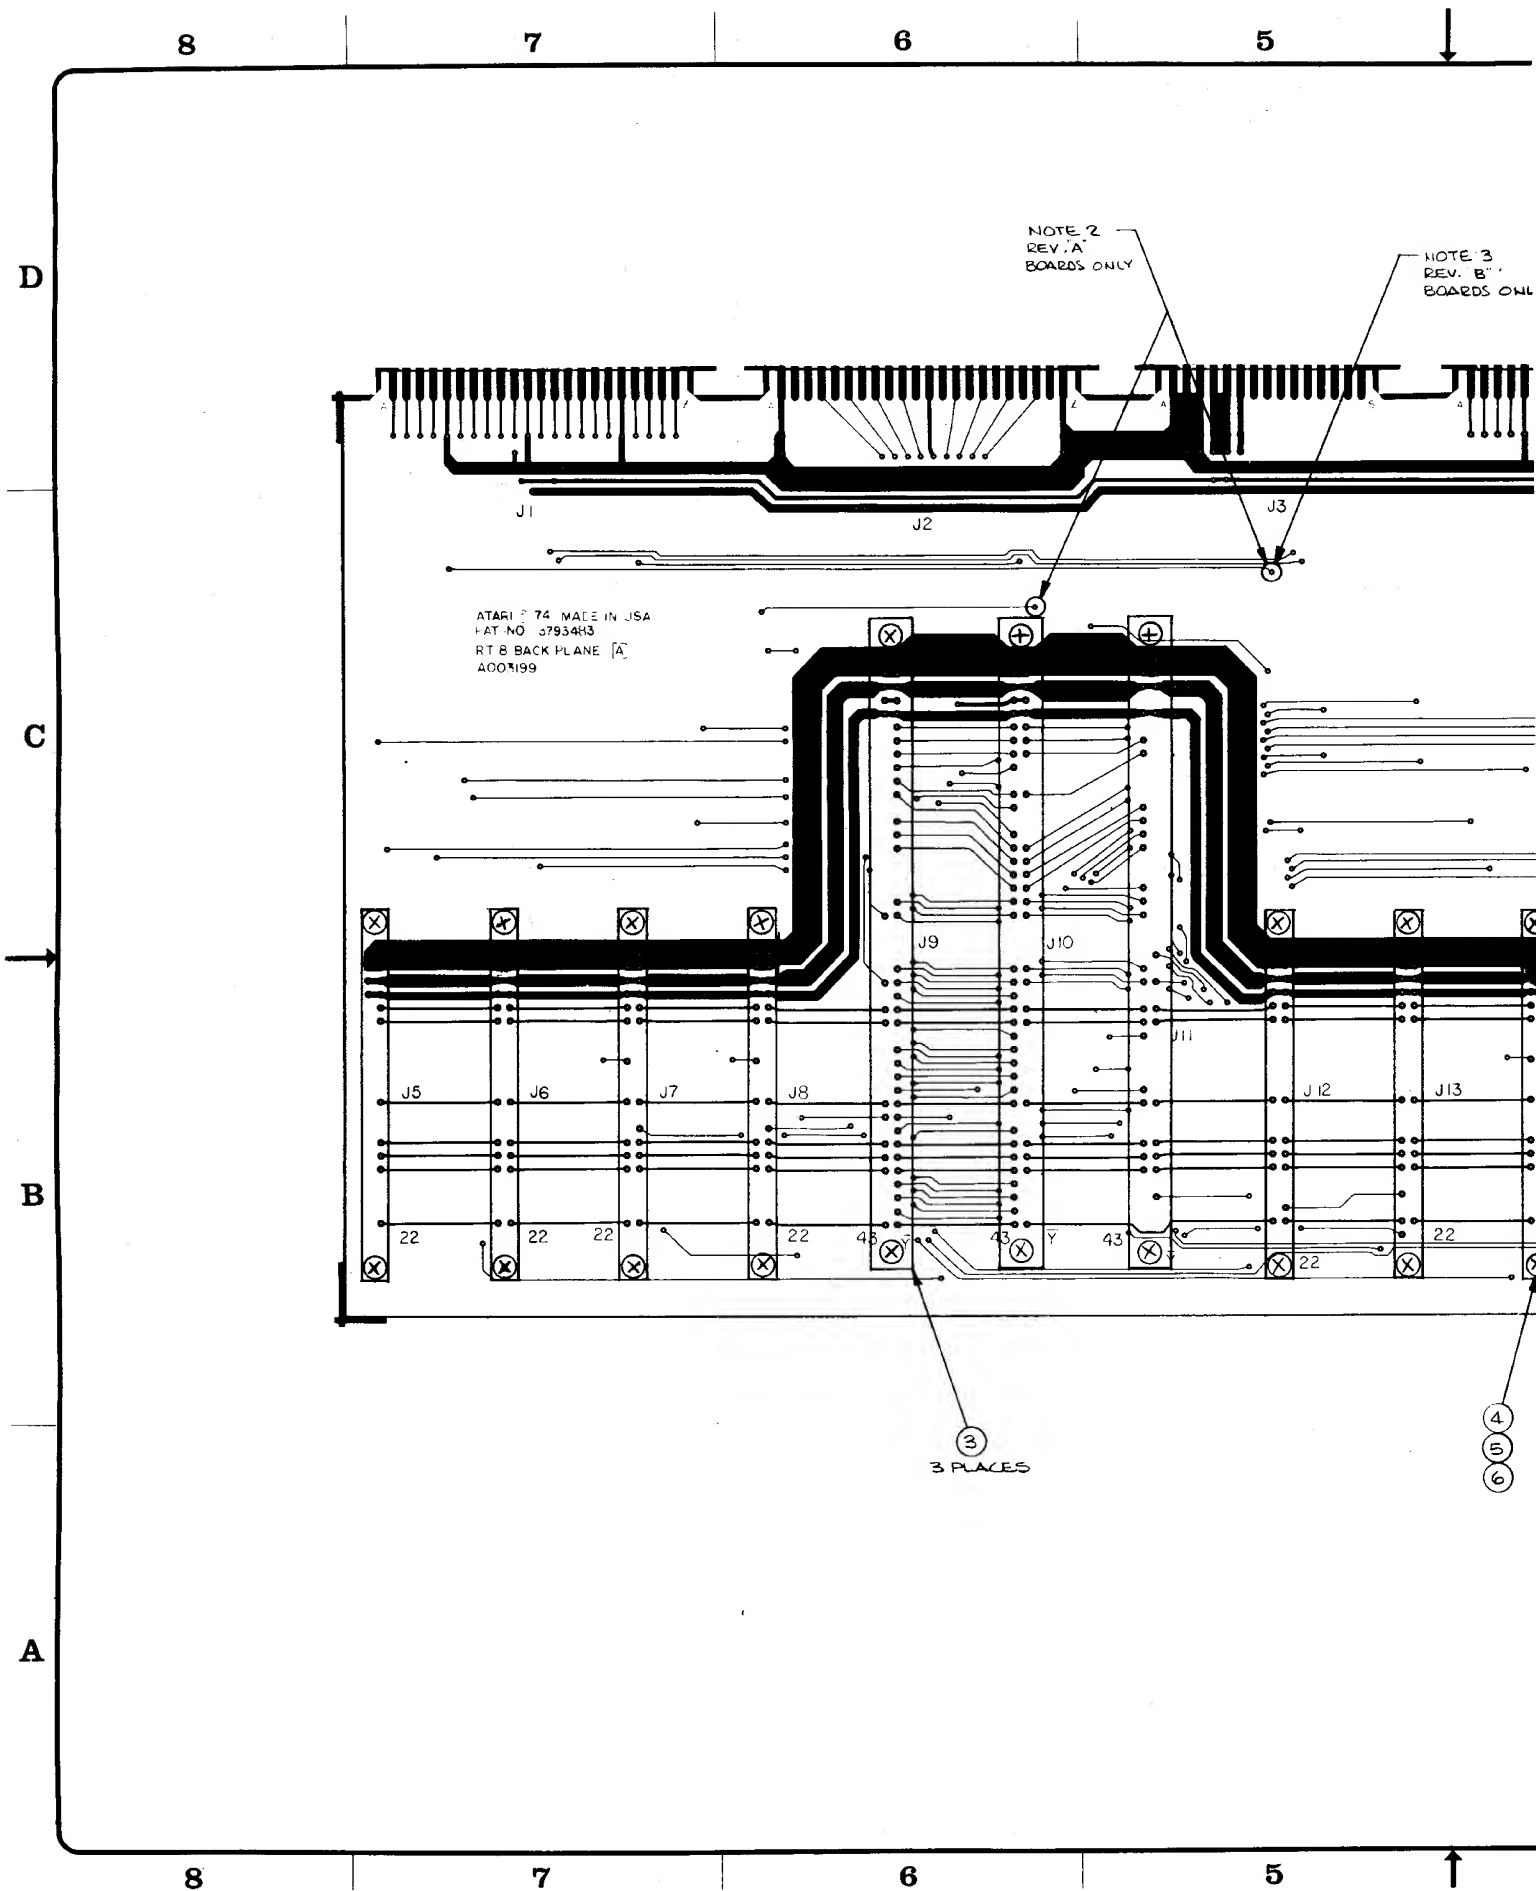 8 7 6 5
D
NOTE 2
REV. "A"
BOARDS ONLY
NOTE 3
REV. "B"
BOARDS ONL
A Z A Z A S A
J1 J2 J3
ATARI 74 MADE IN USA
PAT NO 3793483
RT 8 BACK PLANE [A]
A003199
C
J9 J10
J11
J5 J6 J7 J8 J12 J13
B
22 22 22 22 43 Y 43 Y 43 22 22
3
3 PLACES
4
5
6
A
8 7 6 5